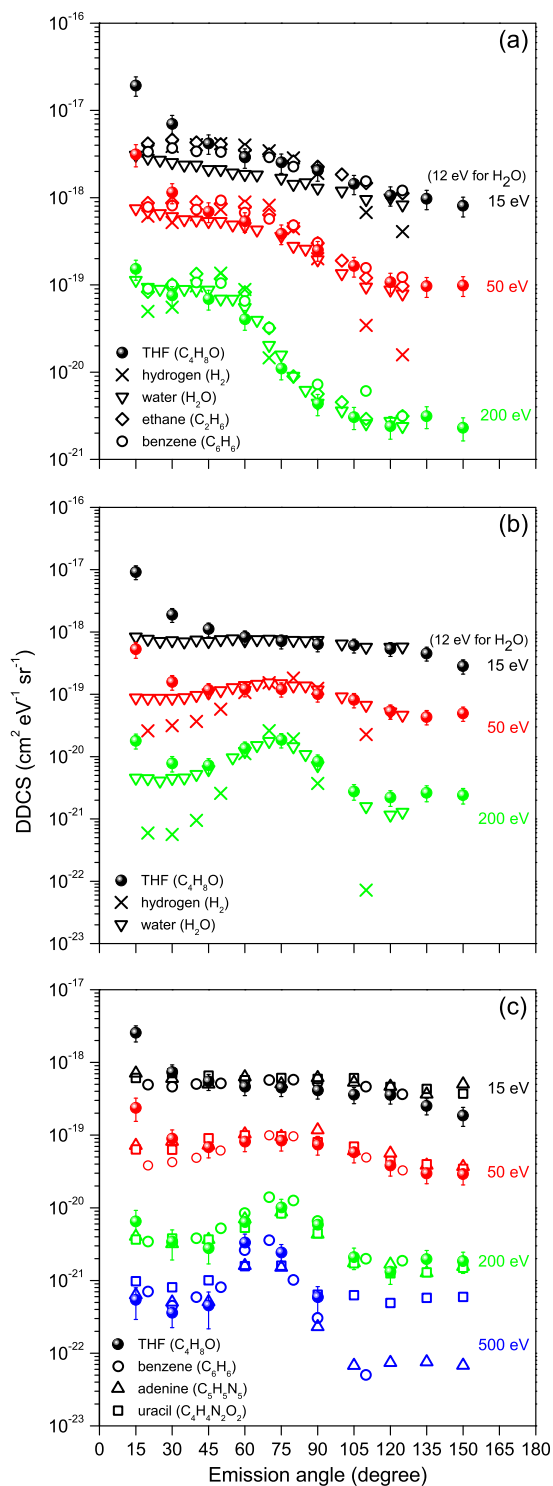 10⁻¹⁶
(a)
10⁻¹⁷
(12 eV for H₂O)
10⁻¹⁸
15 eV
10⁻¹⁹
50 eV
THF (C₄H₈O)
10⁻²⁰
hydrogen (H₂)
water (H₂O)
ethane (C₂H₆)
200 eV
benzene (C₆H₆)
10⁻²¹
10⁻¹⁶
(b)
10⁻¹⁷
10⁻¹⁸
(12 eV for H₂O)
15 eV
10⁻¹⁹
50 eV
DDCS (cm² eV⁻¹ sr⁻¹)
10⁻²⁰
10⁻²¹
200 eV
10⁻²²
THF (C₄H₈O)
hydrogen (H₂)
water (H₂O)
10⁻²³
10⁻¹⁷
(c)
10⁻¹⁸
15 eV
10⁻¹⁹
50 eV
10⁻²⁰
200 eV
10⁻²¹
500 eV
THF (C₄H₈O)
10⁻²²
benzene (C₆H₆)
adenine (C₅H₅N₅)
uracil (C₄H₄N₂O₂)
10⁻²³
0 15 30 45 60 75 90 105 120 135 150 165 180
Emission angle (degree)